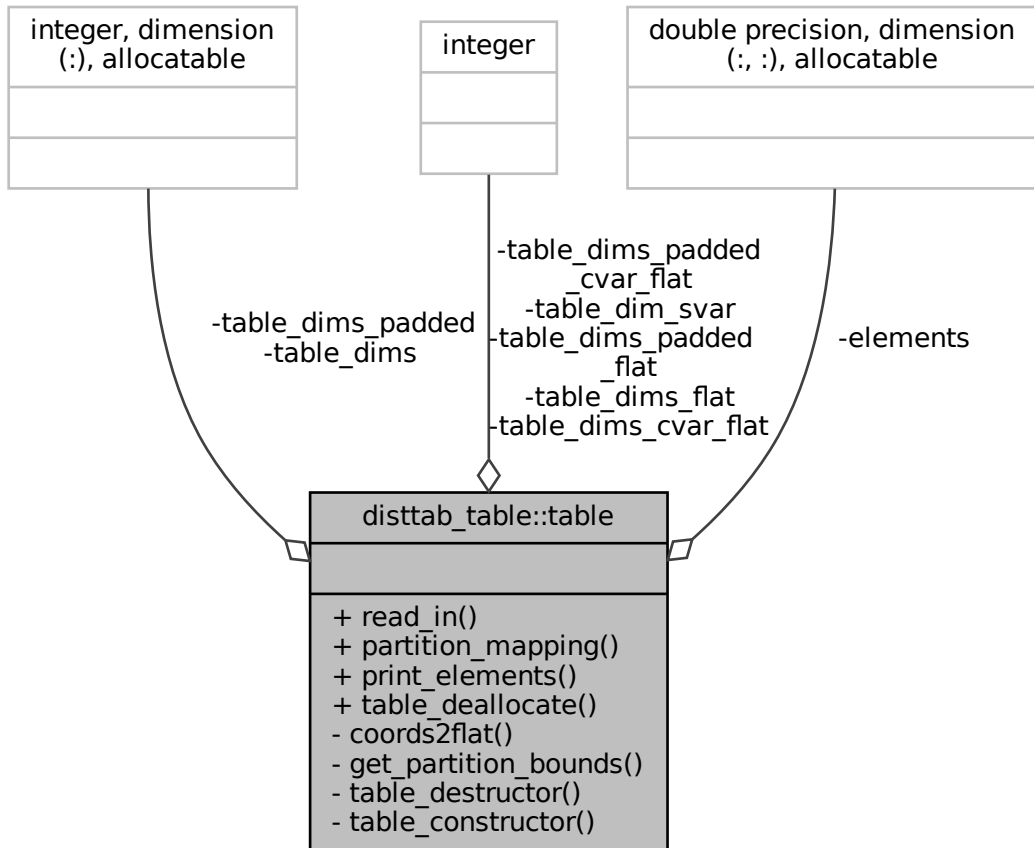 integer, dimension
(:), allocatable
integer
double precision, dimension
(:, :), allocatable
-table_dims_padded
-table_dims
-table_dims_padded
_cvar_flat
-table_dim_svar
-table_dims_padded
_flat
-table_dims_flat
-table_dims_cvar_flat
-elements
disttab_table::table
+ read_in()
+ partition_mapping()
+ print_elements()
+ table_deallocate()
- coords2flat()
- get_partition_bounds()
- table_destructor()
- table_constructor()